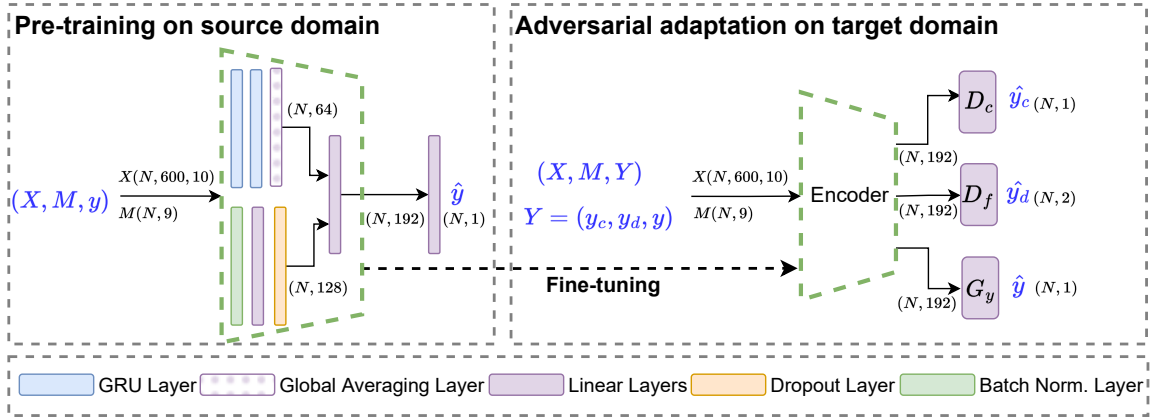 Pre-training on source domain
(N, 64)
(X, M, y)
X(N, 600, 10)
M(N, 9)
(N, 192)
ŷ
(N, 1)
(N, 128)
Adversarial adaptation on target domain
(X, M, Y)
Y = (y_c, y_d, y)
X(N, 600, 10)
M(N, 9)
Encoder
(N, 192)
D_c
ŷ_c (N, 1)
(N, 192)
D_f
ŷ_d (N, 2)
(N, 192)
G_y
ŷ (N, 1)
Fine-tuning
GRU Layer
Global Averaging Layer
Linear Layers
Dropout Layer
Batch Norm. Layer